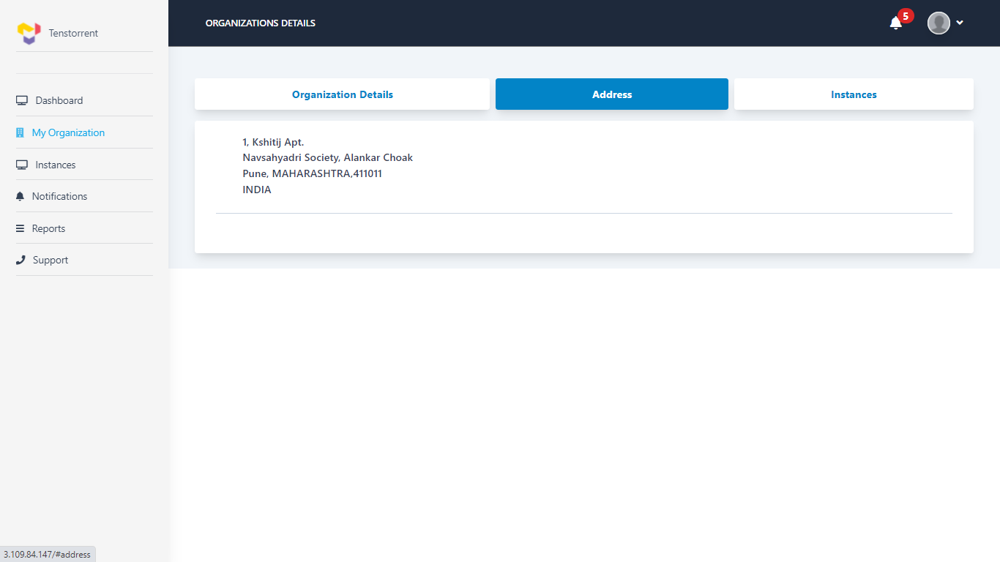 Tenstorrent
ORGANIZATIONS DETAILS
5
Dashboard
My Organization
Instances
Notifications
Reports
Support
Organization Details
Address
Instances
1, Kshitij Apt.
Navsahyadri Society, Alankar Choak
Pune, MAHARASHTRA,411011
INDIA
3.109.84.147/#address